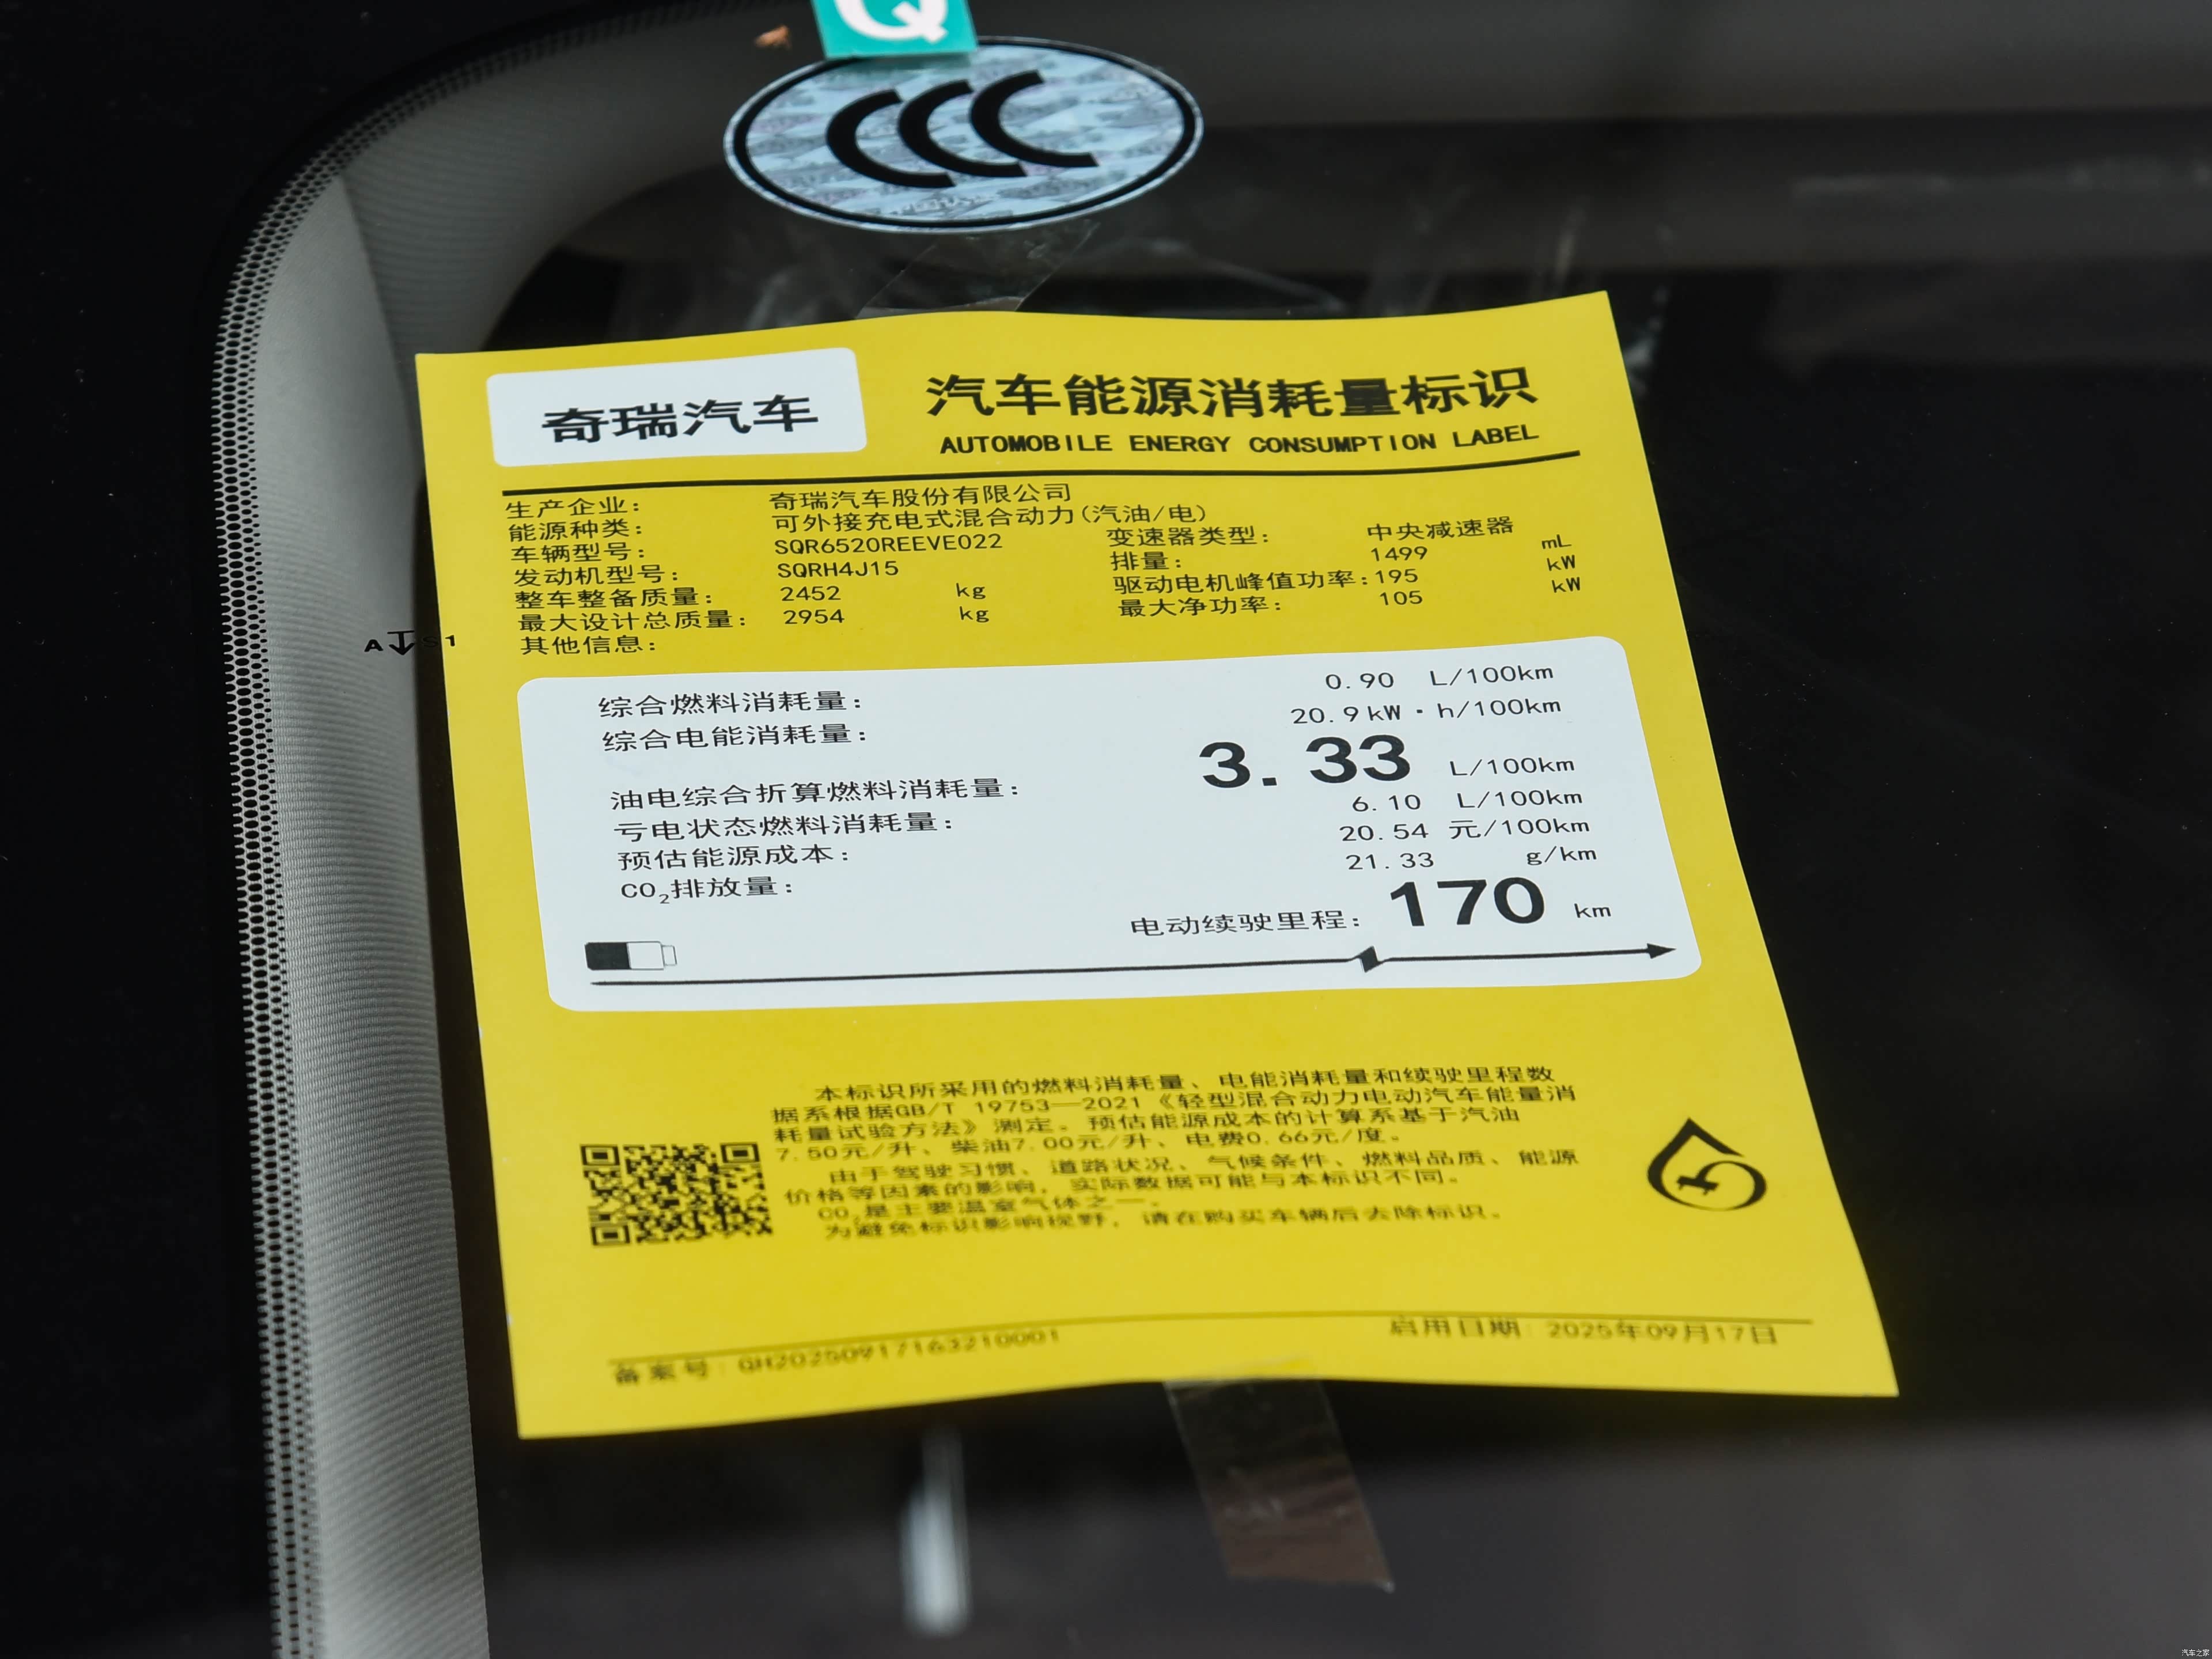 Q
CCC
奇瑞汽车
汽车能源消耗量标识
AUTOMOBILE ENERGY CONSUMPTION LABEL
生产企业: 奇瑞汽车股份有限公司
能源种类: 可外接充电式混合动力(汽油/电)
车辆型号: SQR6520REEVE022 变速器类型: 中央减速器
发动机型号: SQRH4J15 排量: 1499 mL
整车整备质量: 2452 kg 驱动电机峰值功率: 195 kW
最大设计总质量: 2954 kg 最大净功率: 105 kW
其他信息:
A S1
综合燃料消耗量: 0.90 L/100km
综合电能消耗量: 20.9 kW·h/100km
油电综合折算燃料消耗量: 3.33 L/100km
亏电状态燃料消耗量: 6.10 L/100km
预估能源成本: 20.54 元/100km
CO₂排放量: 21.33 g/km
电动续驶里程: 170 km
本标识所采用的燃料消耗量、电能消耗量和续驶里程数
据系根据GB/T 19753—2021《轻型混合动力电动汽车能量消
耗量试验方法》测定。预估能源成本的计算系基于汽油
7.50元/升、柴油7.00元/升、电费0.66元/度。
由于驾驶习惯、道路状况、气候条件、燃料品质、能源
价格等因素的影响，实际数据可能与本标识不同。
CO₂是主要温室气体之一。
为避免标识影响视野，请在购买车辆后去除标识。
备案号: QH20250917163210001 启用日期: 2025年09月17日
汽车之家